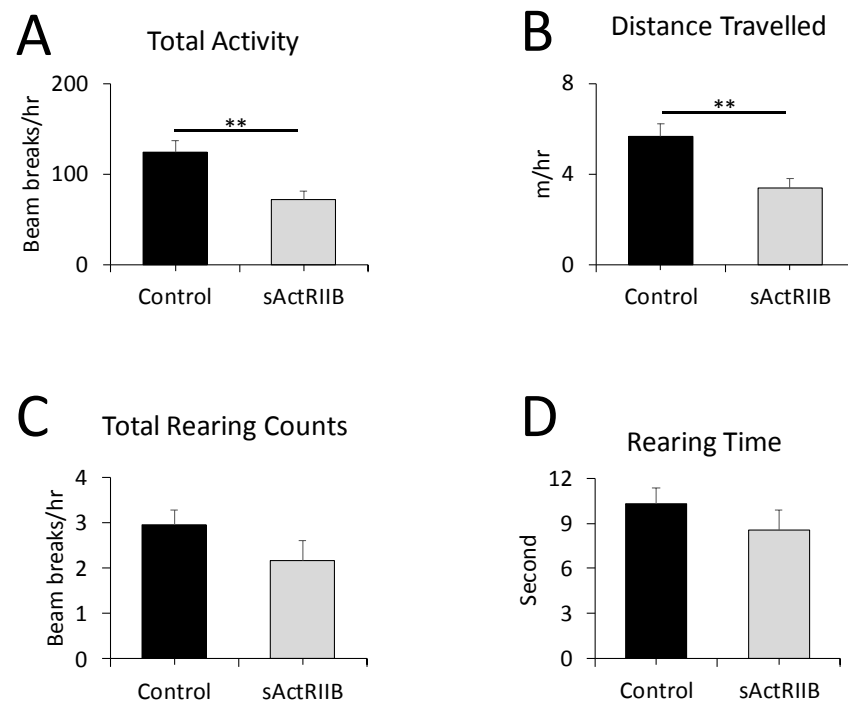 A
Total Activity
Beam breaks/hr
200
100
0
**
Control
sActRIIB
B
Distance Travelled
m/hr
8
4
0
**
Control
sActRIIB
C
Total Rearing Counts
Beam breaks/hr
4
3
2
1
0
Control
sActRIIB
D
Rearing Time
Second
12
9
6
3
0
Control
sActRIIB